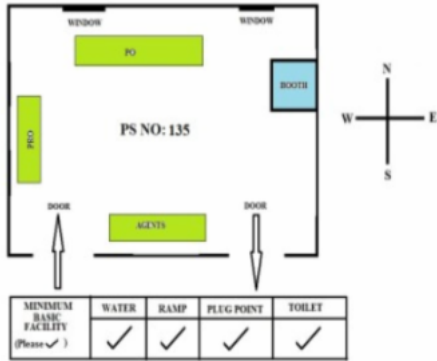 WINDOW
WINDOW
PO
BOOTH
PRO
PS NO: 135
N
W
E
S
DOOR
DOOR
AGENTS
MINIMUM
BASIC
FACILITY
(Please ✓ )
WATER
RAMP
PLUG POINT
TOILET
✓ ✓ ✓ ✓